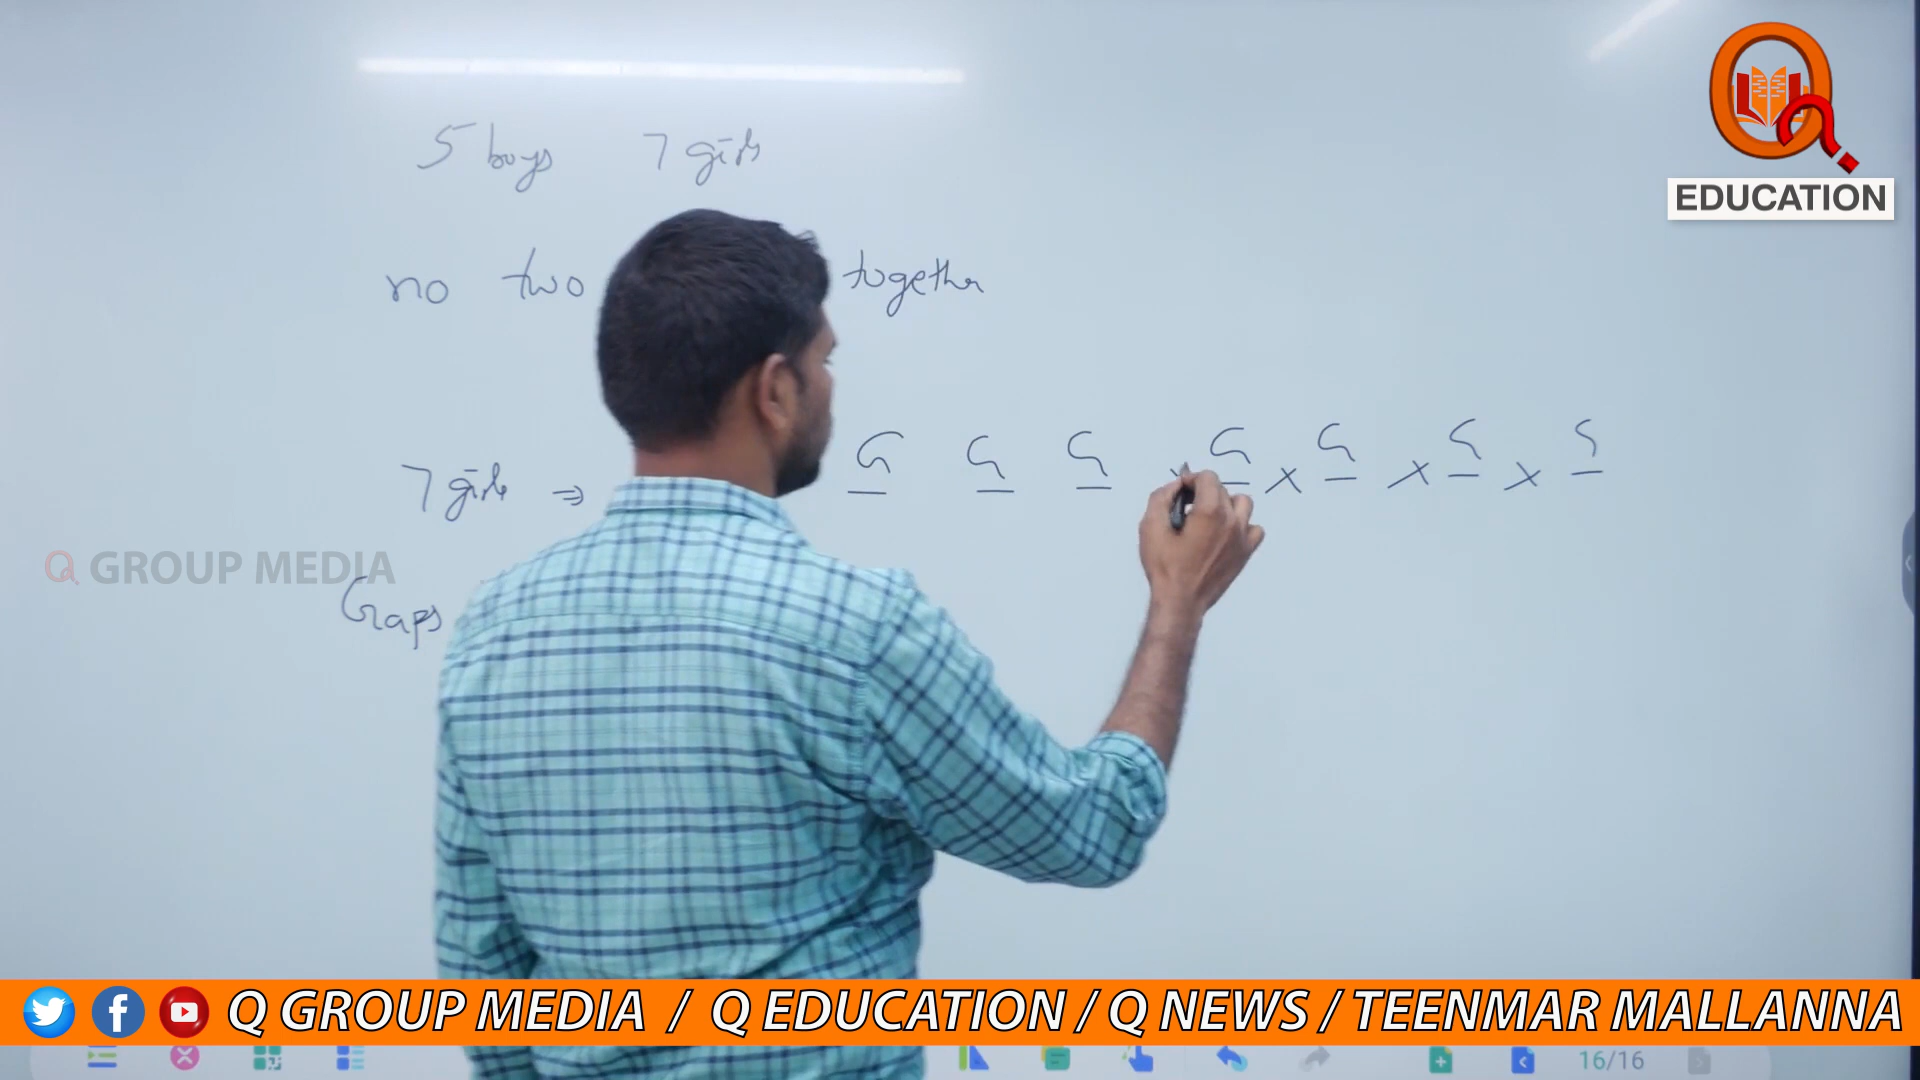 5 boys 7 girls
no two together
G G G G G G G
7 girls ⇒ x x x x
Gaps
Q GROUP MEDIA
EDUCATION
Q GROUP MEDIA / Q EDUCATION / Q NEWS / TEENMAR MALLANNA
16/16